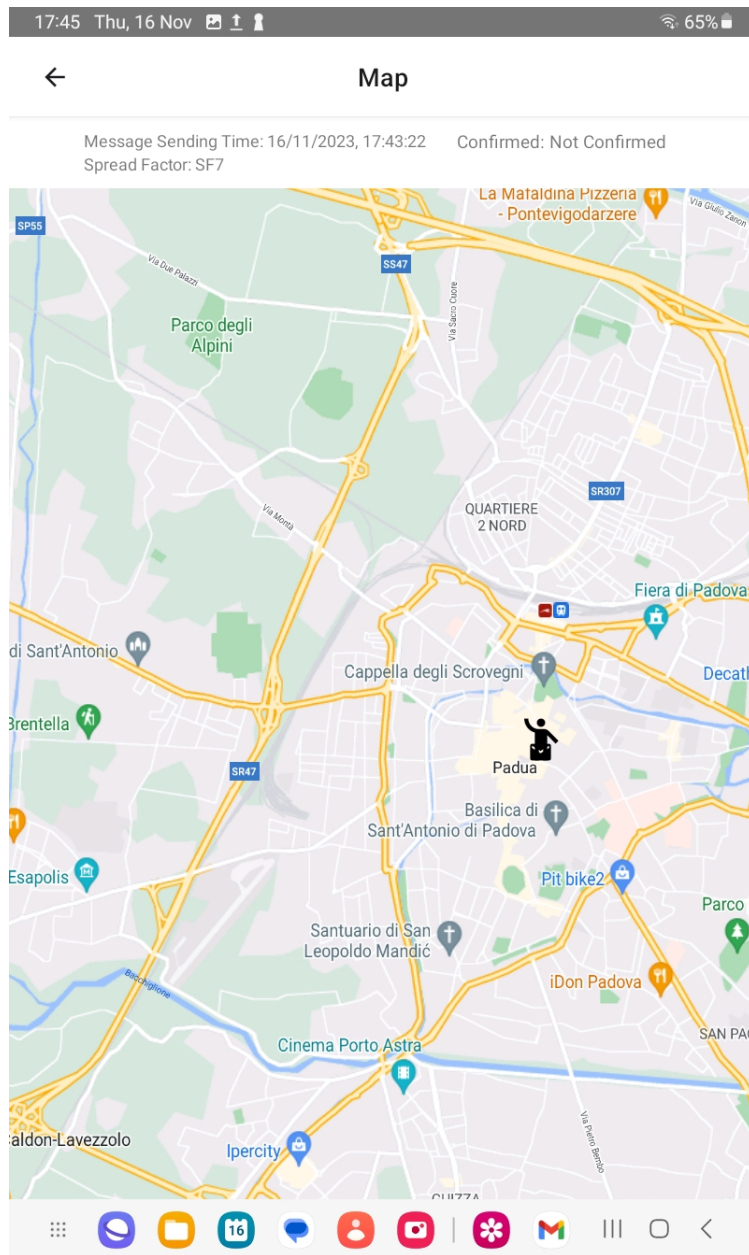 17:45 Thu, 16 Nov
65%
Map
Message Sending Time: 16/11/2023, 17:43:22
Confirmed: Not Confirmed
Spread Factor: SF7
La Mafaldina Pizzeria
- Pontevigodarzere
Via Giulio Zanon
SP55
Via Due Palazzi
SS47
Via Sacro Cuore
Parco degli
Alpini
SR307
QUARTIERE
2 NORD
Via Montà
Fiera di Padova
di Sant'Antonio
Cappella degli Scrovegni
Decatl
Brentella
SR47
Padua
Basilica di
Sant'Antonio di Padova
Esapolis
Pit bike2
Parco
Santuario di San
Leopoldo Mandić
Bacchiglione
iDon Padova
SAN PA
Cinema Porto Astra
Via Pietro Bembo
aldon-Lavezzolo
Ipercity
GUIZZA
16